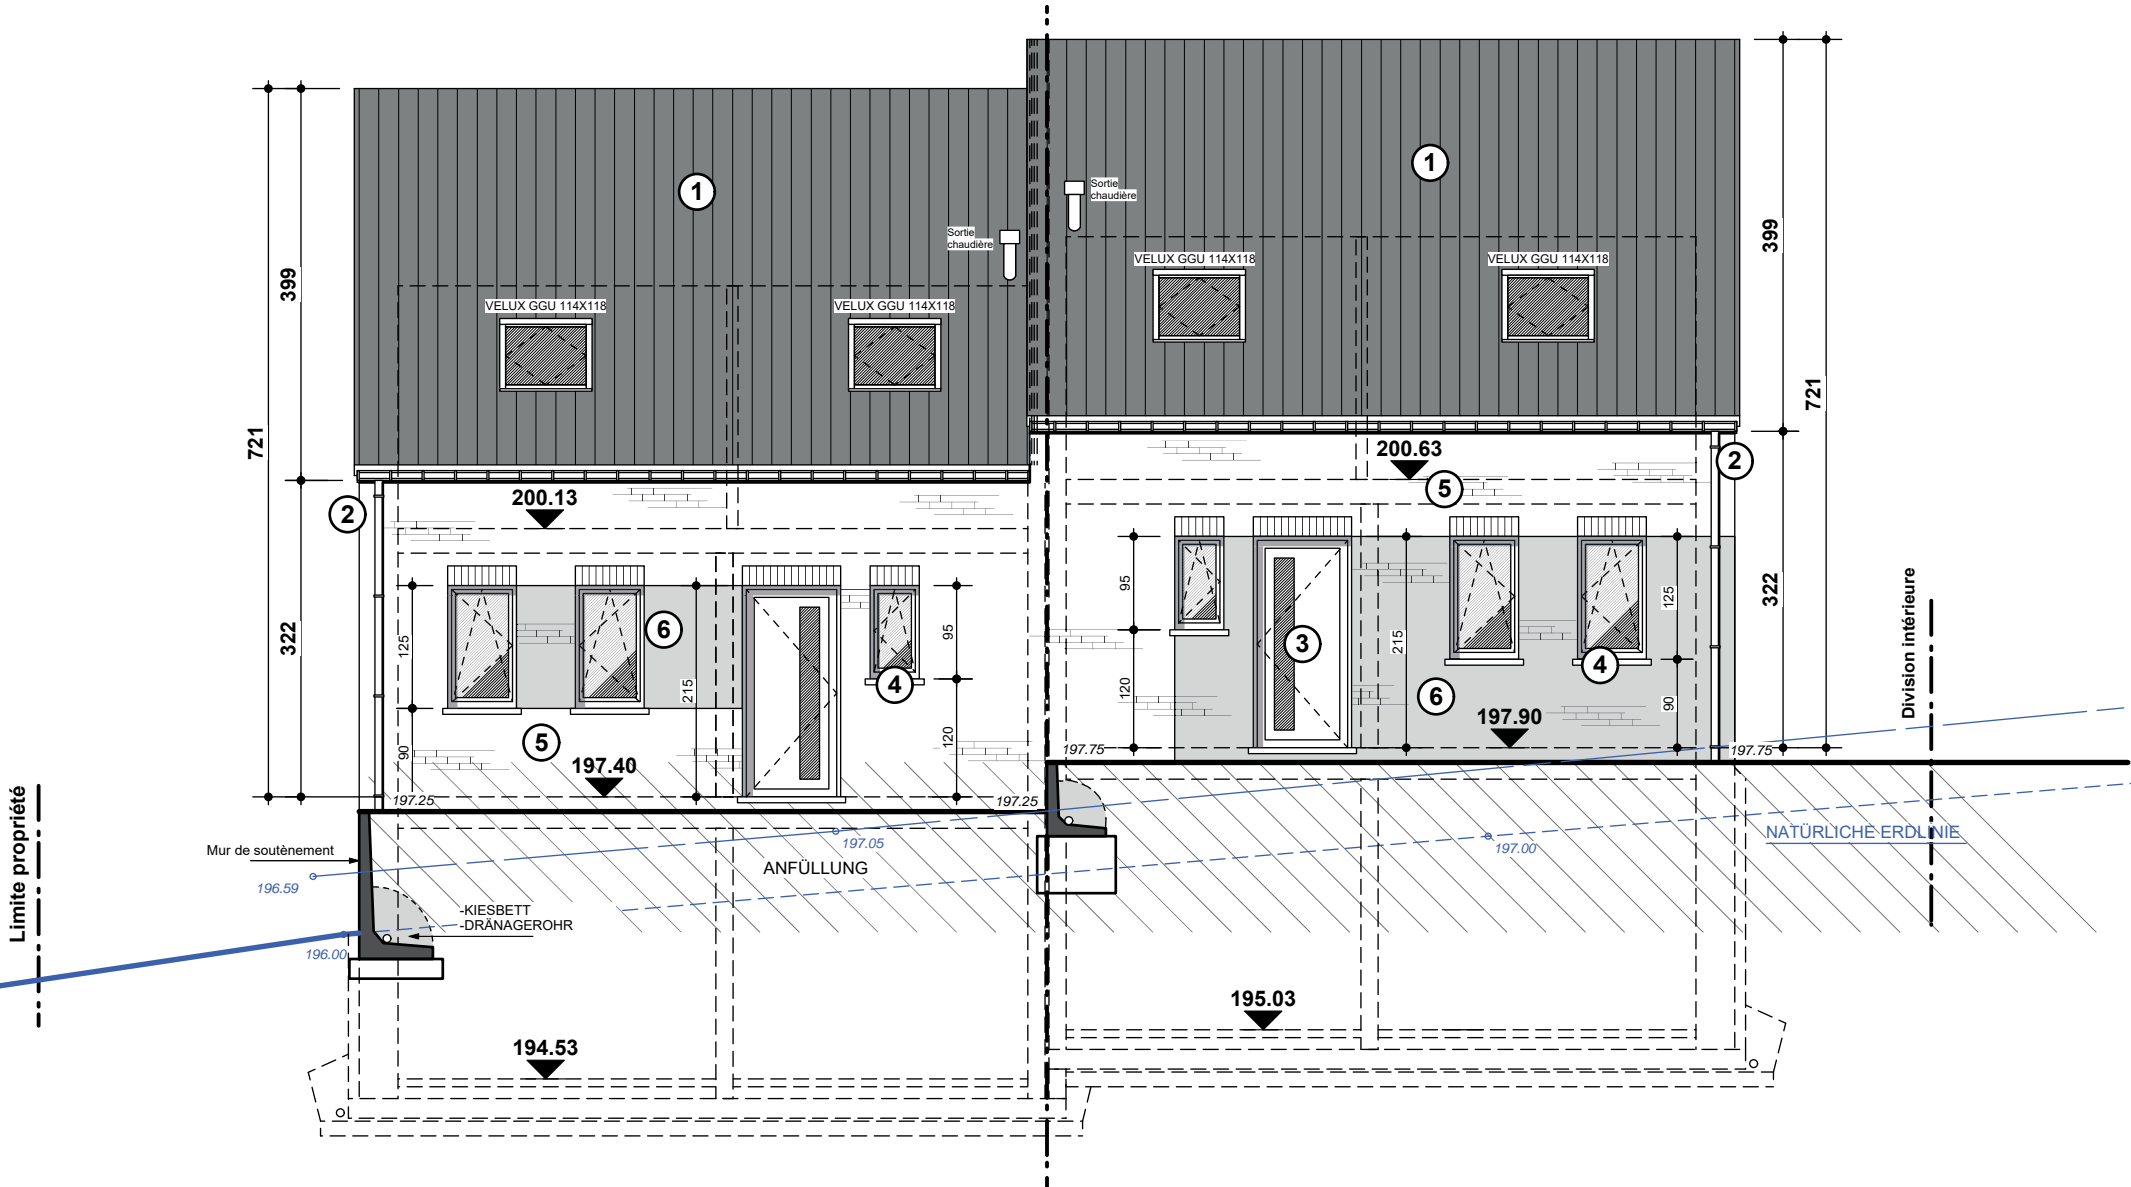 1
1
Sortie
chaudière
399
399
Sortie
chaudière
VELUX GGU 114X118
VELUX GGU 114X118
VELUX GGU 114X118
VELUX GGU 114X118
721
721
200.63
2
5
2
200.13
322
322
125
90
6
215
95
120
4
5
197.40
197.25
197.25
95
120
3
215
125
90
4
6
197.90
197.75
197.75
Division intérieure
Limite propriété
Mur de soutènement
196.59
197.05
ANFÜLLUNG
197.00
NATÜRLICHE ERDLINIE
-KIESBETT
-DRÄNAGEROHR
196.00
195.03
194.53